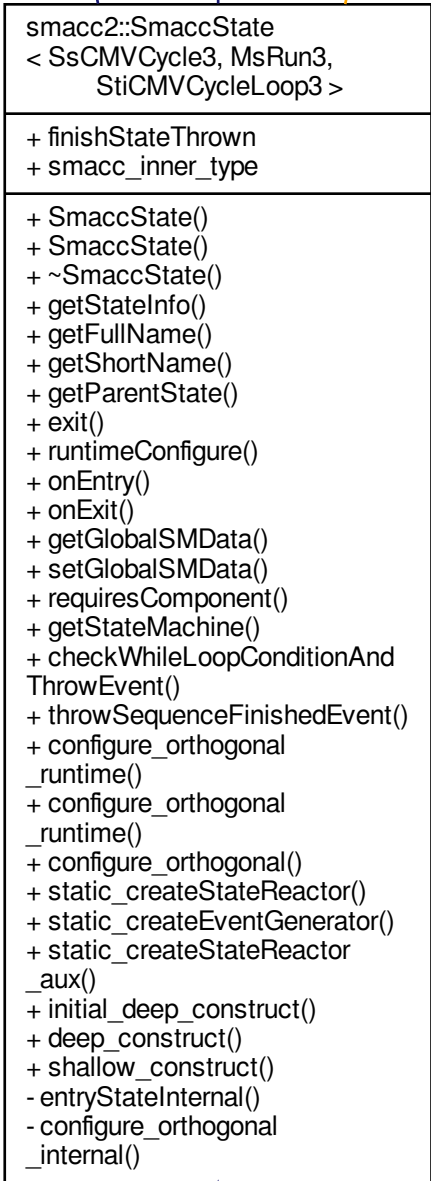 smacc2::SmaccState
< SsCMVCycle3, MsRun3,
StiCMVCycleLoop3 >
+ finishStateThrown
+ smacc_inner_type
+ SmaccState()
+ SmaccState()
+ ~SmaccState()
+ getStateInfo()
+ getFullName()
+ getShortName()
+ getParentState()
+ exit()
+ runtimeConfigure()
+ onEntry()
+ onExit()
+ getGlobalSMData()
+ setGlobalSMData()
+ requiresComponent()
+ getStateMachine()
+ checkWhileLoopConditionAnd
ThrowEvent()
+ throwSequenceFinishedEvent()
+ configure_orthogonal
_runtime()
+ configure_orthogonal
_runtime()
+ configure_orthogonal()
+ static_createStateReactor()
+ static_createEventGenerator()
+ static_createStateReactor
_aux()
+ initial_deep_construct()
+ deep_construct()
+ shallow_construct()
- entryStateInternal()
- configure_orthogonal
_internal()